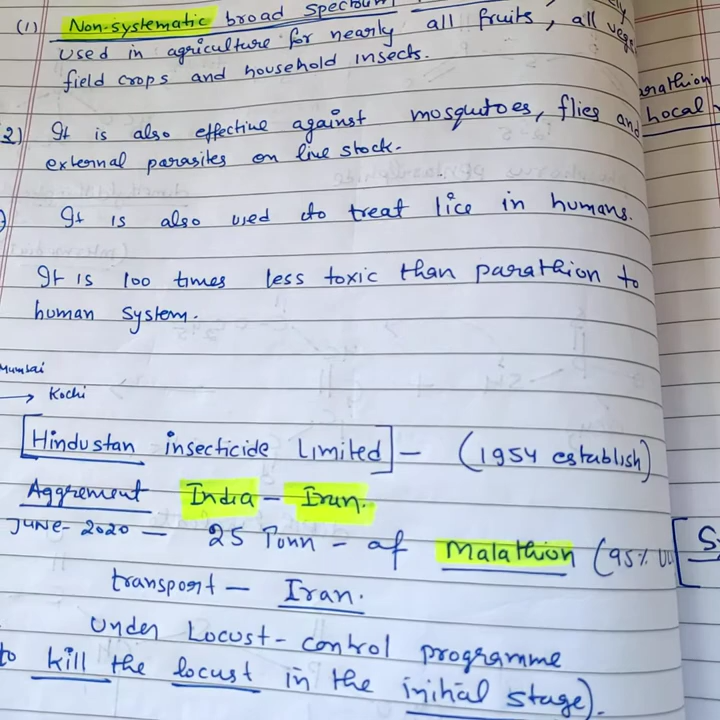 (1) Non-systematic broad spectrum
used in agriculture for nearly all fruits, all vegs
field crops and household insects.
2) It is also effective against mosquitoes, flies and
external parasites on live stock.
It is also used to treat lice in humans.
It is 100 times less toxic than parathion to
human system.
Mumbai
→ Kochi
[Hindustan insecticide Limited] – (1954 establish)
Aggrement India – Iran.
JUNE- 2020 – 25 Tonn – of Malathion (95%
transport – Iran.
Under Locust-control programme
to kill the locust in the initial stage).
hocal